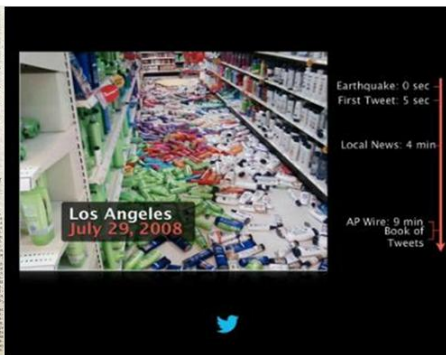 Los Angeles
July 29, 2008
Earthquake: 0 sec
First Tweet: 5 sec
Local News: 4 min
AP Wire: 9 min
Book of
Tweets